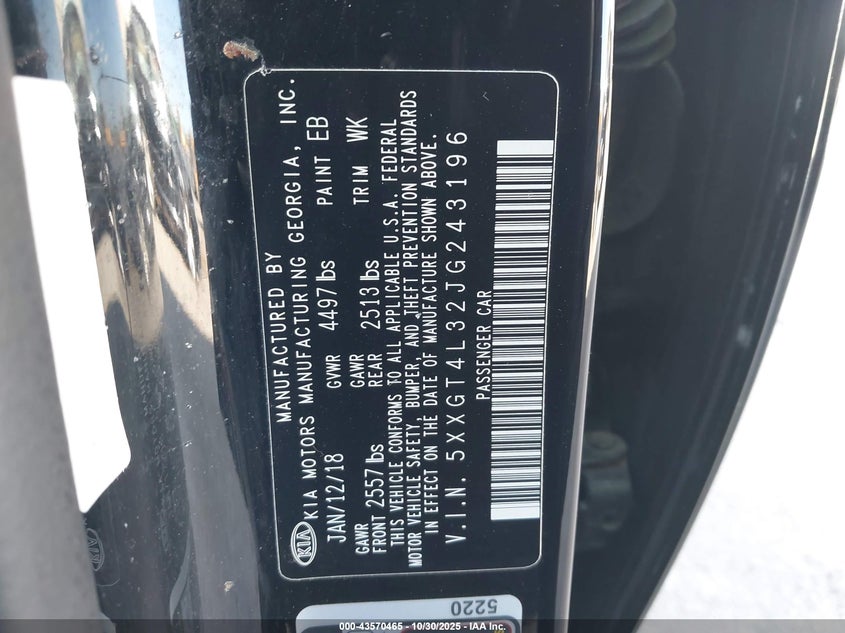 MANUFACTURED BY
KIA KIA MOTORS MANUFACTURING GEORGIA, INC.
JAN/12/18 GVWR 4497 lbs PAINT EB
GAWR FRONT 2557 lbs GAWR REAR 2513 lbs TRIM WK
THIS VEHICLE CONFORMS TO ALL APPLICABLE U.S.A. FEDERAL
MOTOR VEHICLE SAFETY, BUMPER, AND THEFT PREVENTION STANDARDS
IN EFFECT ON THE DATE OF MANUFACTURE SHOWN ABOVE.
V.I.N. 5XXGT4L32JG243196
PASSENGER CAR
5220
000-43570465 | 10/30/2025 | IAA Inc.